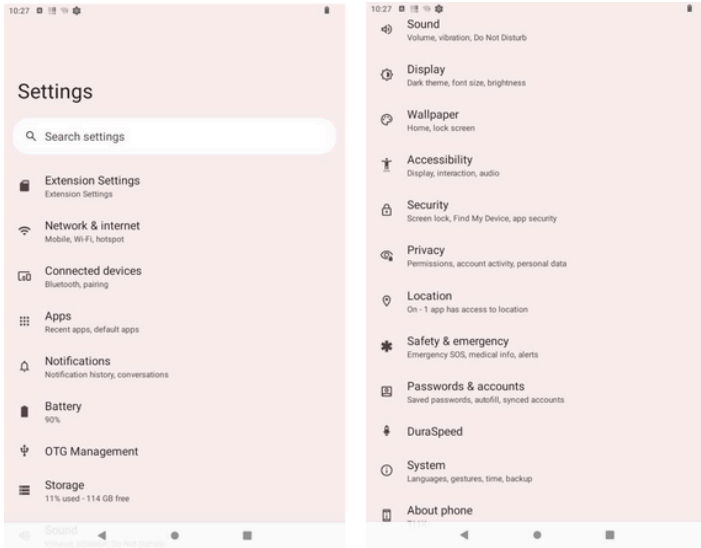 10:27
Settings
Search settings
Extension Settings
Extension Settings
Network & internet
Mobile, Wi-Fi, hotspot
Connected devices
Bluetooth, pairing
Apps
Recent apps, default apps
Notifications
Notification history, conversations
Battery
90%
OTG Management
Storage
11% used - 114 GB free
Sound
Volume, vibration, Do Not Disturb
10:27
Sound
Volume, vibration, Do Not Disturb
Display
Dark theme, font size, brightness
Wallpaper
Home, lock screen
Accessibility
Display, interaction, audio
Security
Screen lock, Find My Device, app security
Privacy
Permissions, account activity, personal data
Location
On - 1 app has access to location
Safety & emergency
Emergency SOS, medical info, alerts
Passwords & accounts
Saved passwords, autofill, synced accounts
DuraSpeed
System
Languages, gestures, time, backup
About phone